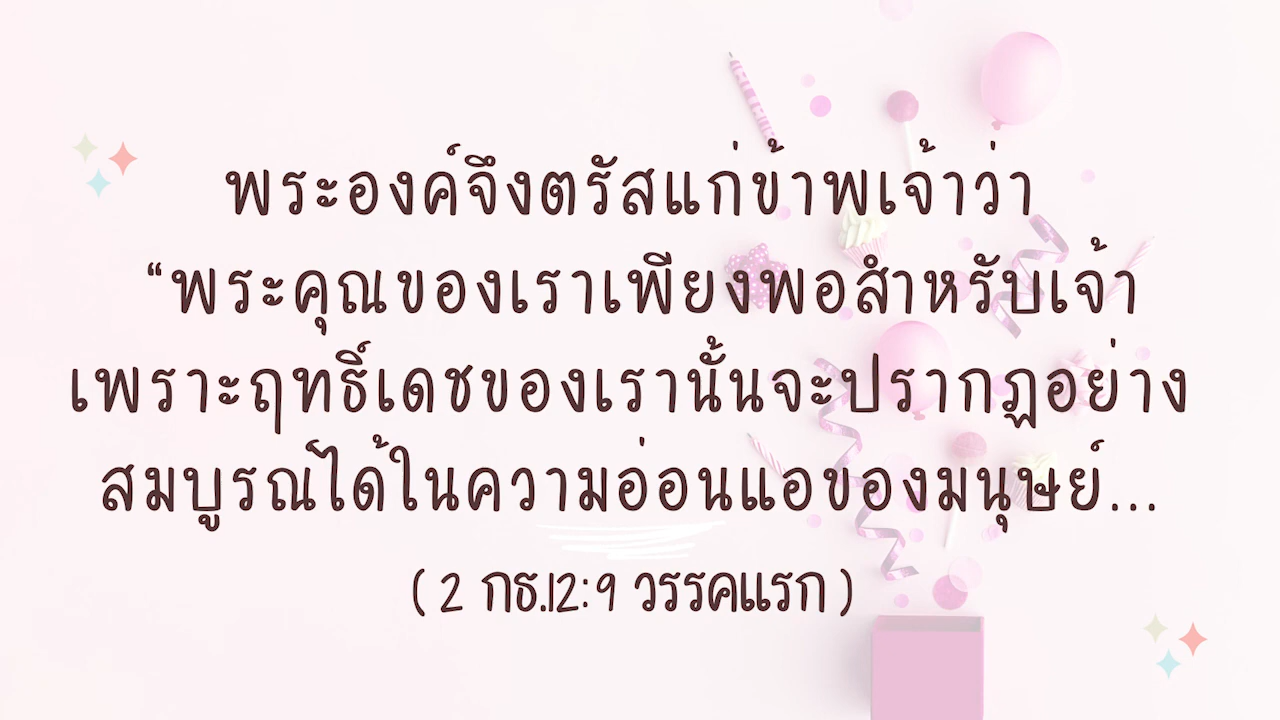 พระองค์จึงตรัสแก่ข้าพเจ้าว่า
“พระคุณของเราเพียงพอสำหรับเจ้า
เพราะฤทธิ์เดชของเรานั้นจะปรากฏอย่าง
สมบูรณ์ได้ในความอ่อนแอของมนุษย์...
( 2 กธ.12:9 วรรคแรก )